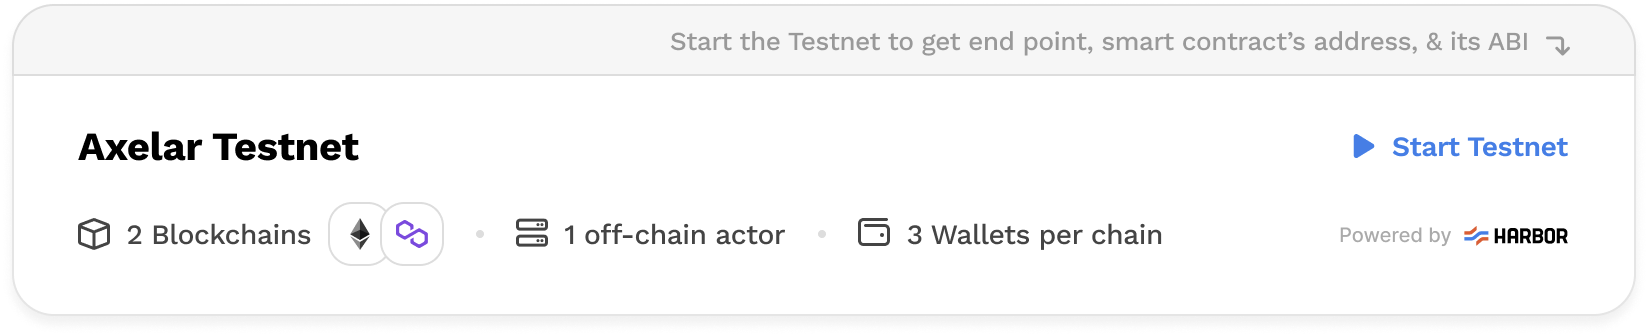 Start the Testnet to get end point, smart contract’s address, & its ABI
Axelar Testnet
Start Testnet
2 Blockchains
1 off-chain actor
3 Wallets per chain
Powered by HARBOR